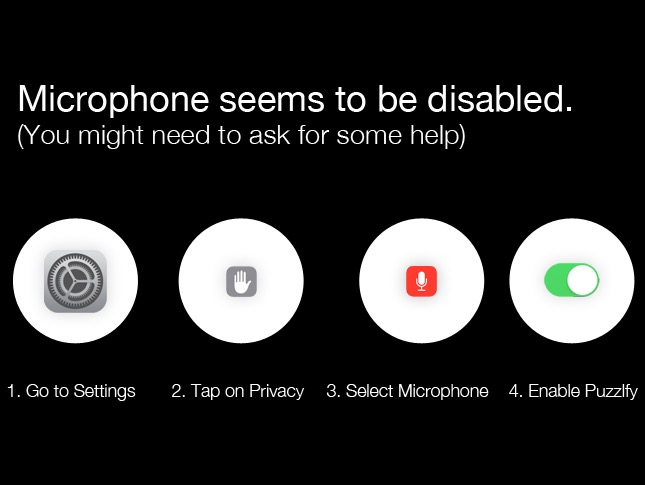 Microphone seems to be disabled.
(You might need to ask for some help)
1. Go to Settings
2. Tap on Privacy
3. Select Microphone
4. Enable Puzzlfy